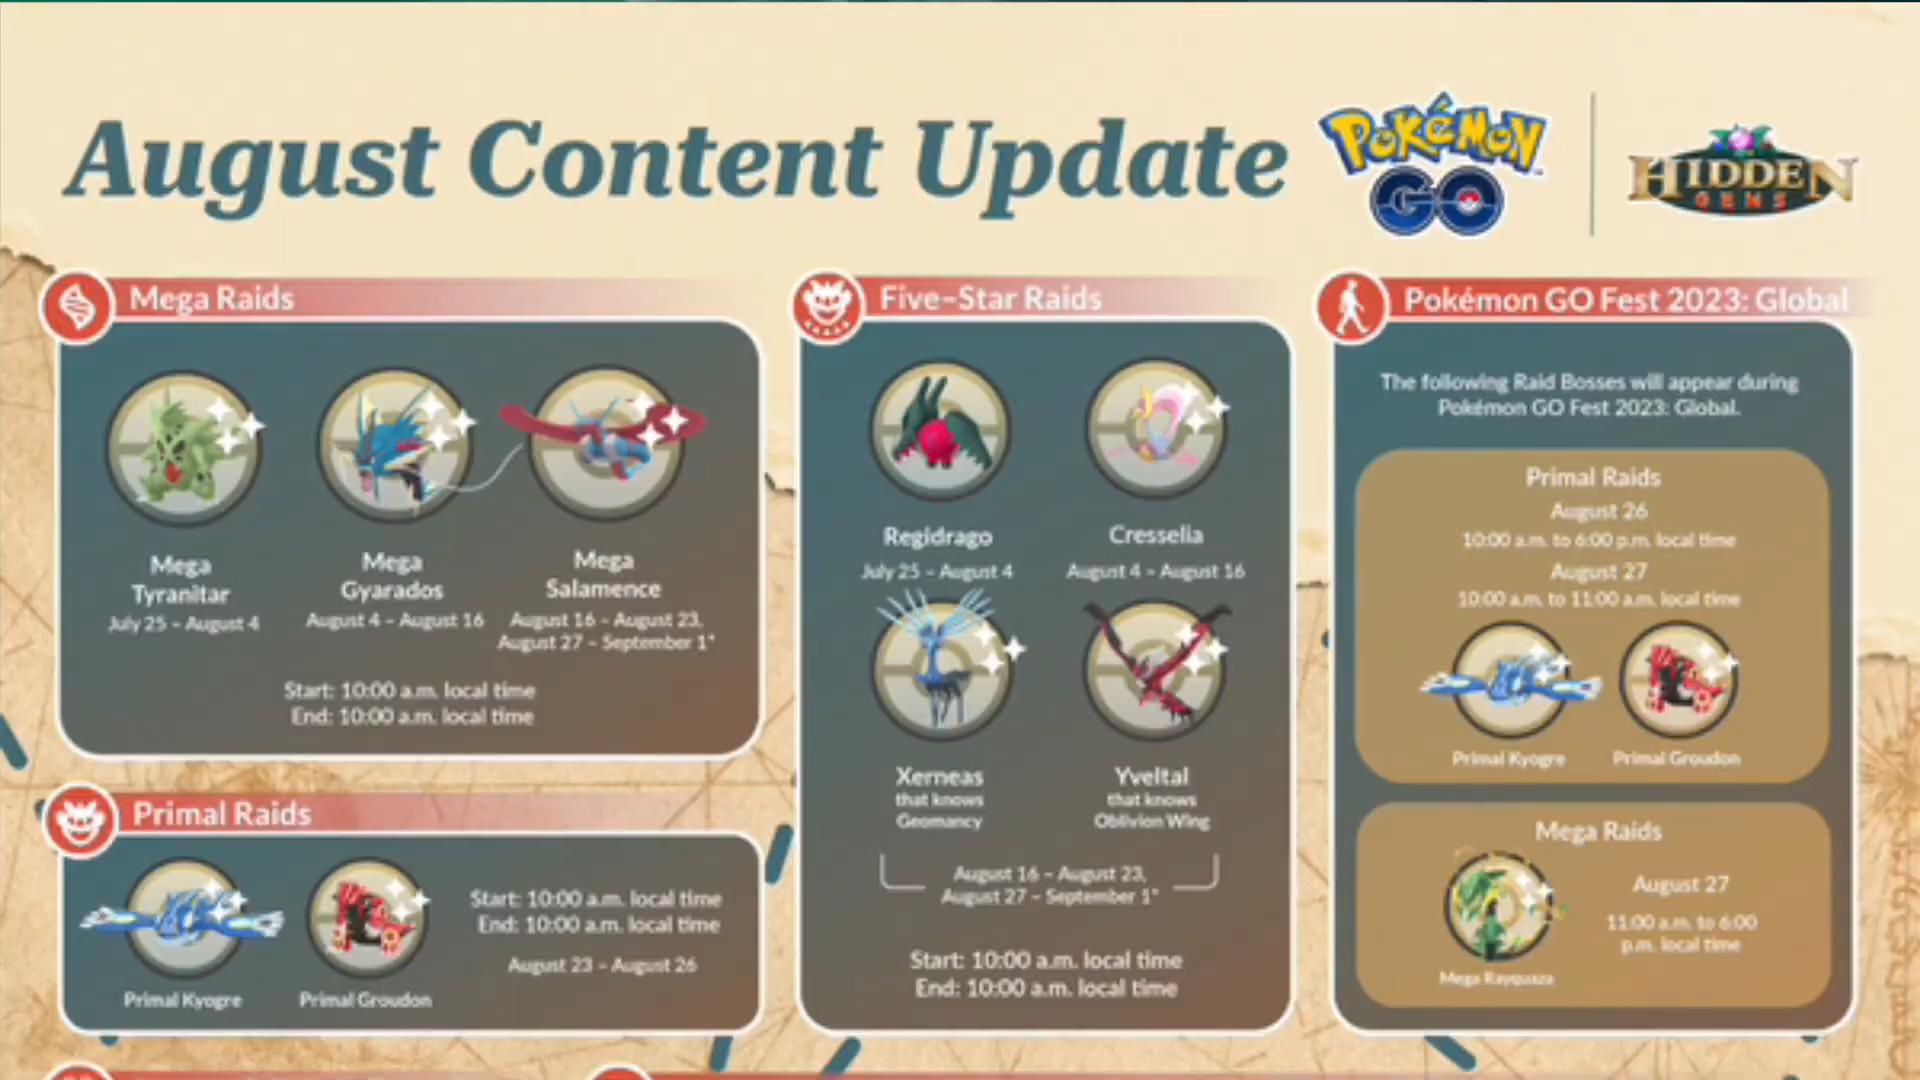 August Content Update
POKÉMON
GO
HIDDEN
GEMS
Mega Raids
Mega
Tyranitar
July 25 – August 4
Mega
Gyarados
August 4 – August 16
Mega
Salamence
August 16 – August 23,
August 27 – September 1*
Start: 10:00 a.m. local time
End: 10:00 a.m. local time
Primal Raids
Primal Kyogre
Primal Groudon
Start: 10:00 a.m. local time
End: 10:00 a.m. local time
August 23 – August 26
Five-Star Raids
Regidrago
July 25 – August 4
Cresselia
August 4 – August 16
Xerneas
that knows
Geomancy
Yveltal
that knows
Oblivion Wing
August 16 – August 23,
August 27 – September 1*
Start: 10:00 a.m. local time
End: 10:00 a.m. local time
Pokémon GO Fest 2023: Global
The following Raid Bosses will appear during
Pokémon GO Fest 2023: Global.
Primal Raids
August 26
10:00 a.m. to 6:00 p.m. local time
August 27
10:00 a.m. to 11:00 a.m. local time
Primal Kyogre
Primal Groudon
Mega Raids
Mega Rayquaza
August 27
11:00 a.m. to 6:00
p.m. local time